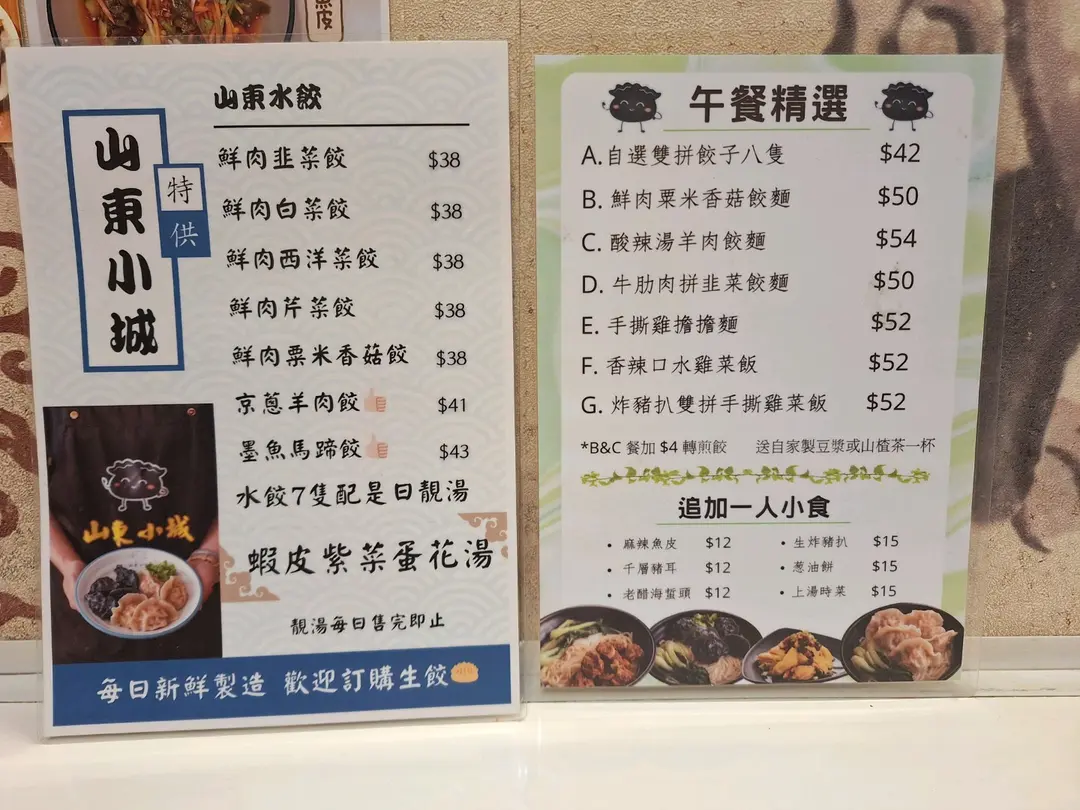 魚皮
山東小城
特供
山東水餃
鮮肉韭菜餃 $38
鮮肉白菜餃 $38
鮮肉西洋菜餃 $38
鮮肉芹菜餃 $38
鮮肉粟米香菇餃 $38
京蔥羊肉餃 $41
墨魚馬蹄餃 $43
水餃7隻配是日靚湯
蝦皮紫菜蛋花湯
靚湯每日售完即止
山東小城
每日新鮮製造 歡迎訂購生餃
午餐精選
A.自選雙拼餃子八隻 $42
B. 鮮肉粟米香菇餃麵 $50
C. 酸辣湯羊肉餃麵 $54
D. 牛肋肉拼韭菜餃麵 $50
E. 手撕雞擔擔麵 $52
F. 香辣口水雞菜飯 $52
G. 炸豬扒雙拼手撕雞菜飯 $52
*B&C 餐加 $4 轉煎餃 送自家製豆漿或山楂茶一杯
追加一人小食
• 麻辣魚皮 $12 • 生炸豬扒 $15
• 千層豬耳 $12 • 葱油餅 $15
• 老醋海蜇頭 $12 • 上湯時菜 $15